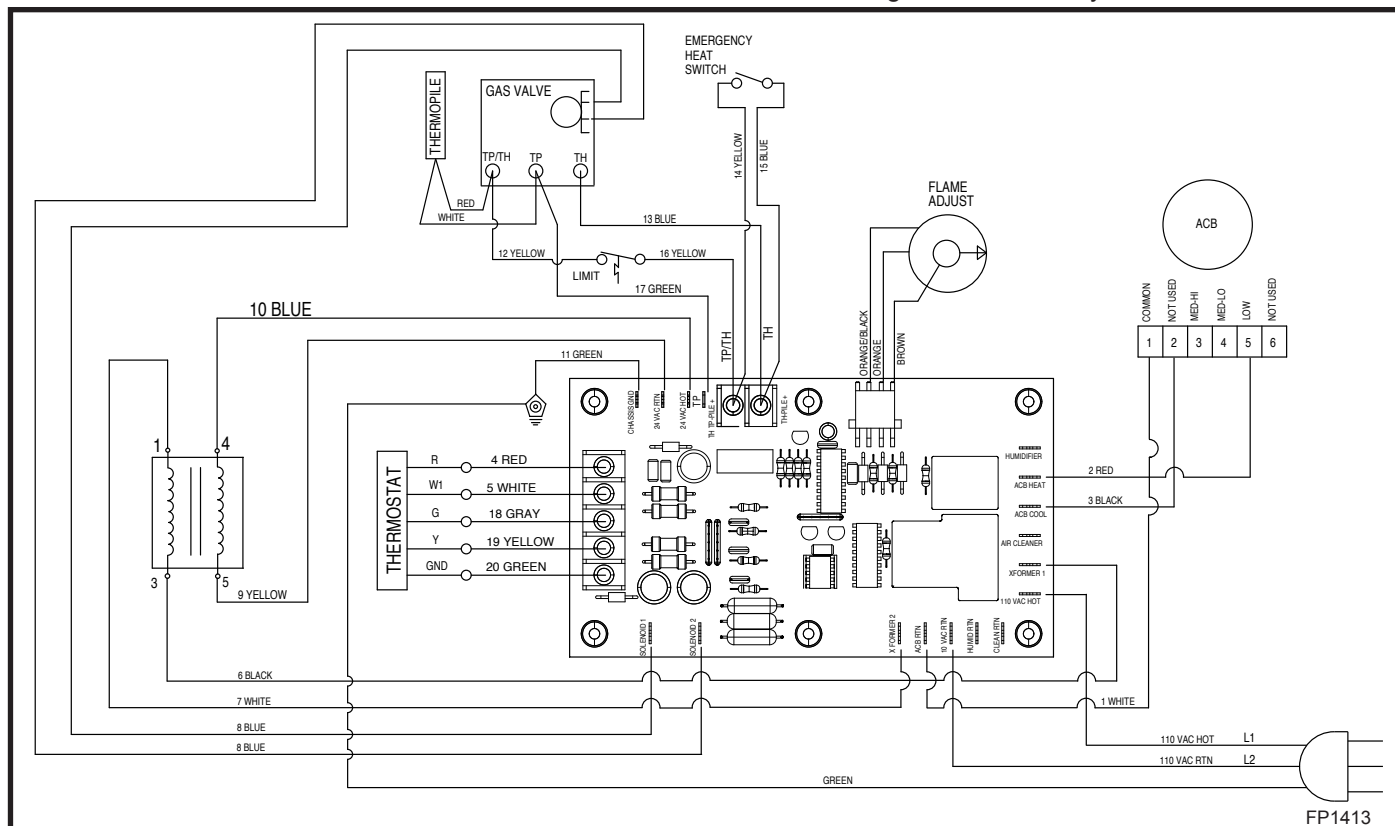 EMERGENCY
HEAT
SWITCH
THERMOPILE
GAS VALVE
TP/TH
TP
TH
RED
WHITE
14 YELLOW
15 BLUE
FLAME
ADJUST
ACB
13 BLUE
12 YELLOW
16 YELLOW
LIMIT
17 GREEN
10 BLUE
11 GREEN
TP/TH
TH
ORANGE/BLACK
ORANGE
BROWN
COMMON
NOT USED
MED-HI
MED-LO
LOW
NOT USED
1
2
3
4
5
6
CHASSIS GND
24 VAC RTN
24 VAC HOT
TP
TH TP-PILE +
TH-PILE+
1
4
3
5
THERMOSTAT
R
4 RED
W1
5 WHITE
G
18 GRAY
Y
19 YELLOW
GND
20 GREEN
HUMIDIFIER
ACB HEAT
2 RED
ACB COOL
3 BLACK
AIR CLEANER
XFORMER 1
110 VAC HOT
9 YELLOW
SOLENOID 1
SOLENOID 2
X FORMER 2
ACB RTN
10 VAC RTN
HUMID RTN
CLEAN RTN
6 BLACK
7 WHITE
1 WHITE
8 BLUE
8 BLUE
110 VAC HOT L1
110 VAC RTN L2
GREEN
FP1413